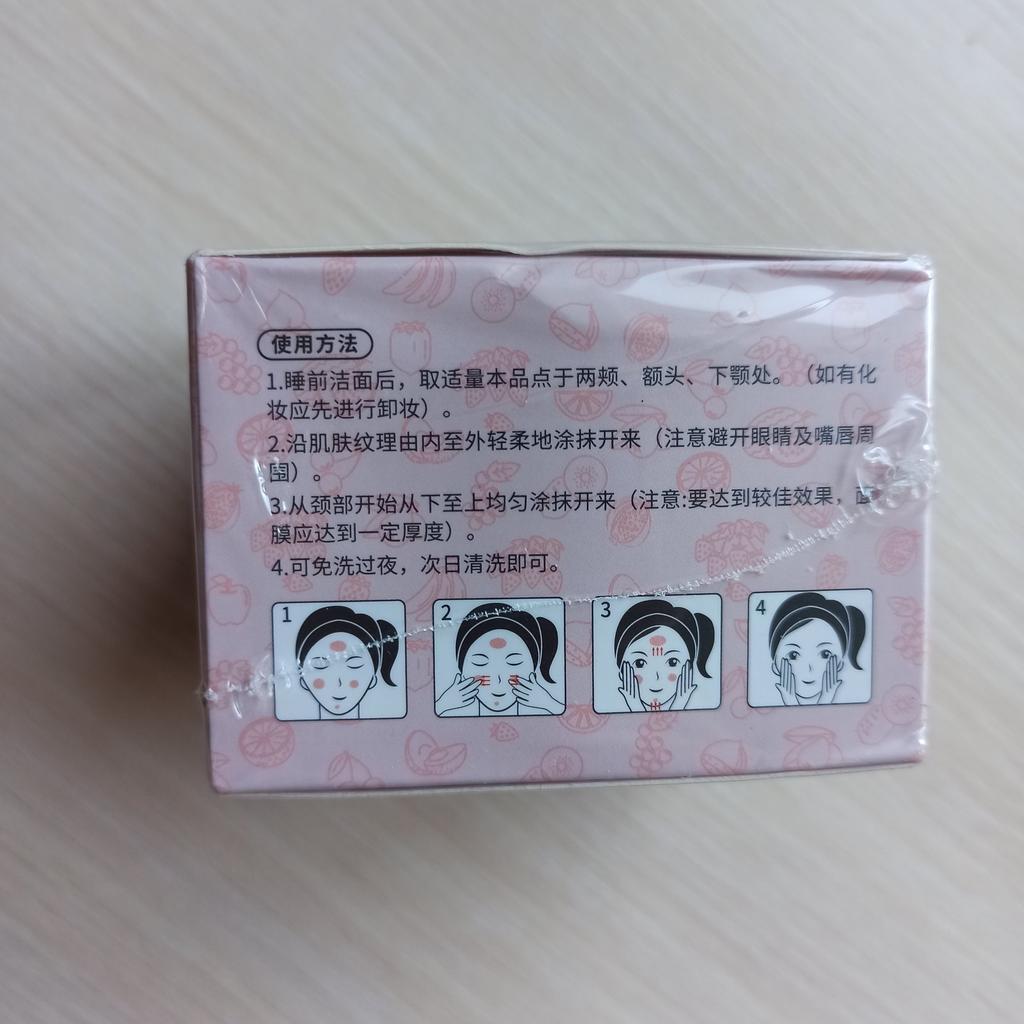 使用方法
1.睡前洁面后，取适量本品点于两颊、额头、下颚处。（如有化
妆应先进行卸妆）。
2.沿肌肤纹理由内至外轻柔地涂抹开来（注意避开眼睛及嘴唇周
围）。
3.从颈部开始从下至上均匀涂抹开来（注意:要达到较佳效果，面
膜应达到一定厚度）。
4.可免洗过夜，次日清洗即可。
1 2 3 4